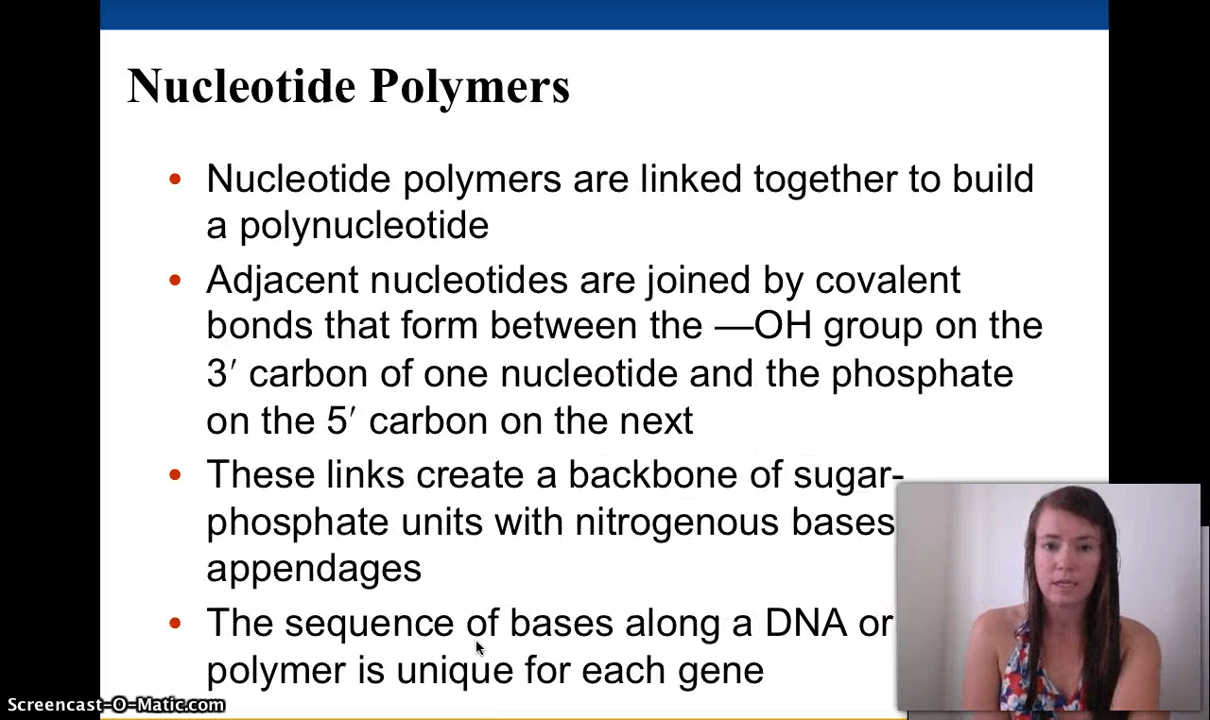 Nucleotide Polymers
• Nucleotide polymers are linked together to build
a polynucleotide
• Adjacent nucleotides are joined by covalent
bonds that form between the —OH group on the
3′ carbon of one nucleotide and the phosphate
on the 5′ carbon on the next
• These links create a backbone of sugar-
phosphate units with nitrogenous bases
appendages
• The sequence of bases along a DNA or
polymer is unique for each gene
Screencast-O-Matic.com